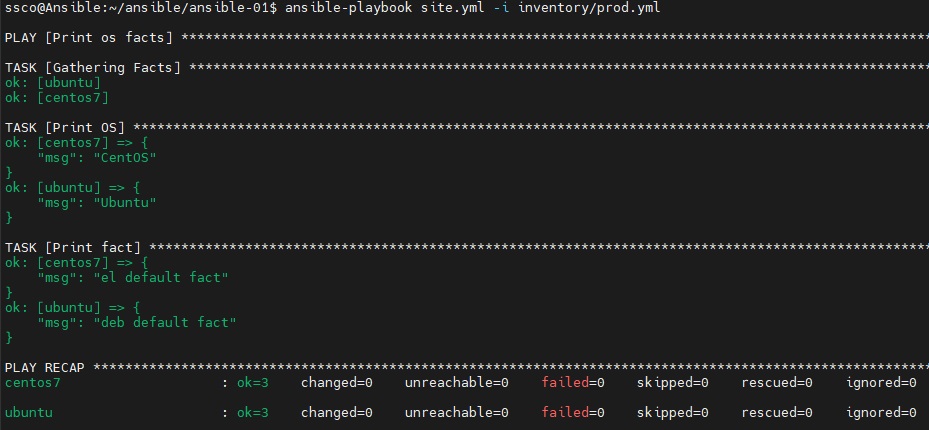 ssco@Ansible:~/ansible/ansible-01$ ansible-playbook site.yml -i inventory/prod.yml
PLAY [Print os facts] **********************************************************************************************
TASK [Gathering Facts] *********************************************************************************************
ok: [ubuntu]
ok: [centos7]
TASK [Print OS] ****************************************************************************************************
ok: [centos7] => {
    "msg": "CentOS"
}
ok: [ubuntu] => {
    "msg": "Ubuntu"
}
TASK [Print fact] **************************************************************************************************
ok: [centos7] => {
    "msg": "el default fact"
}
ok: [ubuntu] => {
    "msg": "deb default fact"
}
PLAY RECAP *********************************************************************************************************
centos7                    : ok=3    changed=0    unreachable=0    failed=0    skipped=0    rescued=0    ignored=0
ubuntu                     : ok=3    changed=0    unreachable=0    failed=0    skipped=0    rescued=0    ignored=0